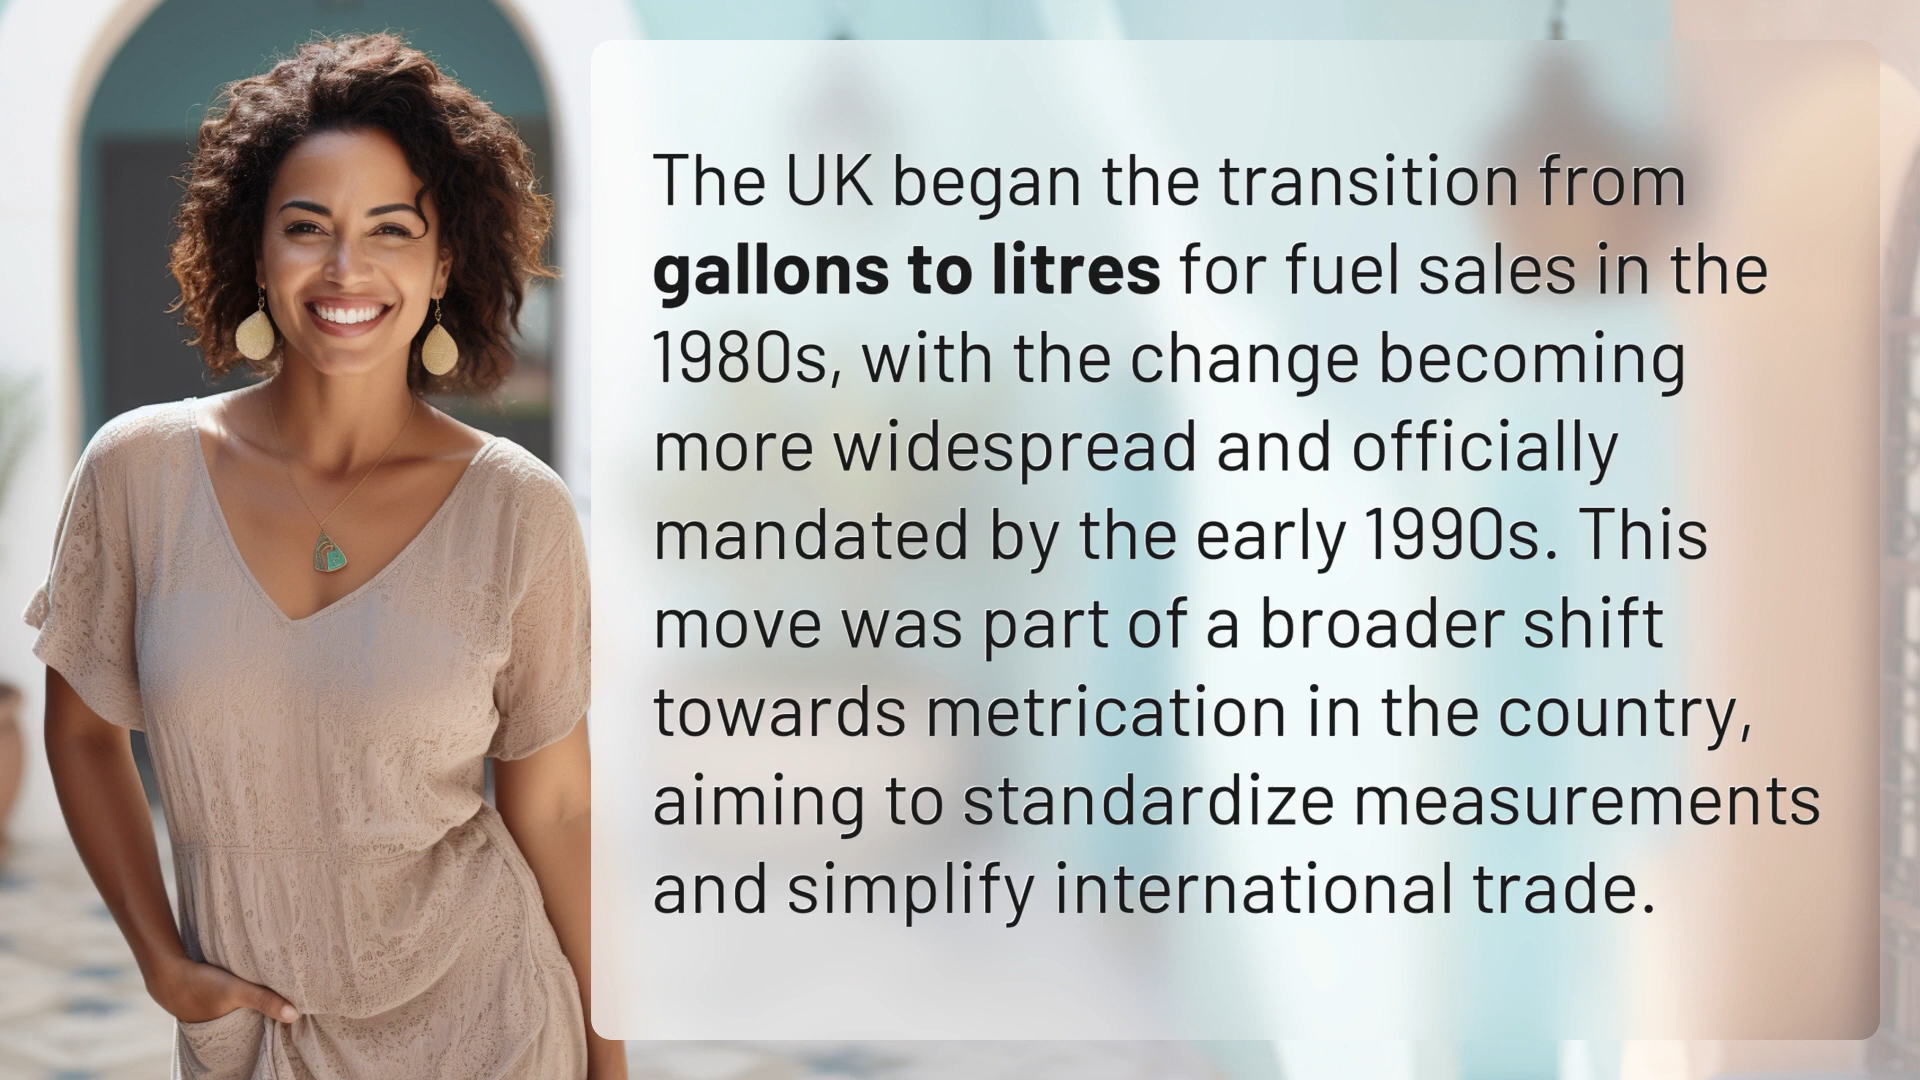 The UK began the transition from
gallons to litres for fuel sales in the
1980s, with the change becoming
more widespread and officially
mandated by the early 1990s. This
move was part of a broader shift
towards metrication in the country,
aiming to standardize measurements
and simplify international trade.